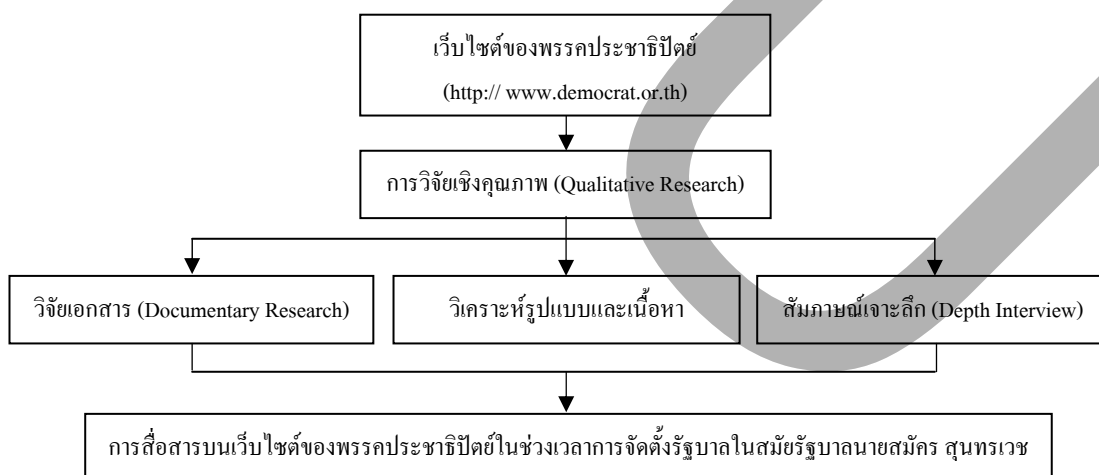 เว็บไซต์ของพรรคประชาธิปัตย์
(http:// www.democrat.or.th)
การวิจัยเชิงคุณภาพ (Qualitative Research)
วิจัยเอกสาร (Documentary Research)
วิเคราะห์รูปแบบและเนื้อหา
สัมภาษณ์เจาะลึก (Depth Interview)
การสื่อสารบนเว็บไซต์ของพรรคประชาธิปัตย์ในช่วงเวลาการจัดตั้งรัฐบาลในสมัยรัฐบาลนายสมัคร สุนทรเวช